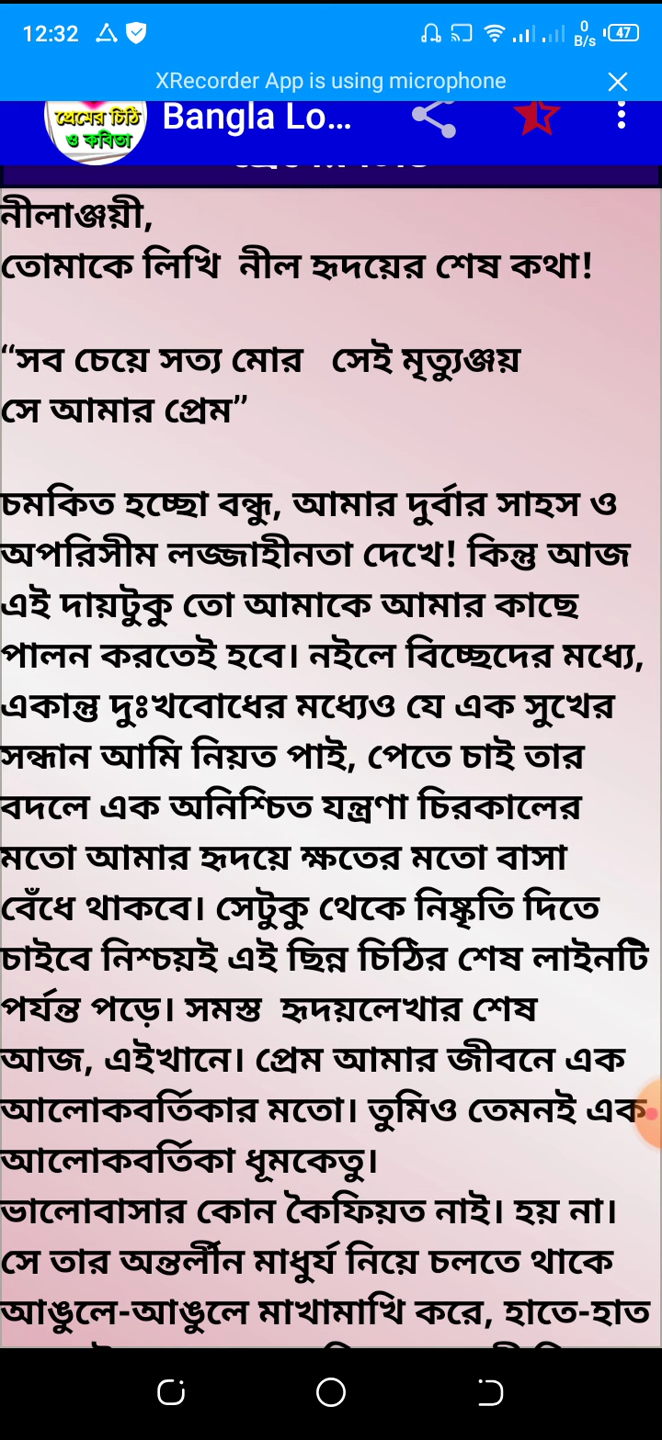 12:32
0
B/s
47
XRecorder App is using microphone
প্রেমের চিঠি
ও কবিতা
Bangla Lo...
নীলাঞ্জয়ী,
তোমাকে লিখি নীল হৃদয়ের শেষ কথা!
“সব চেয়ে সত্য মোর সেই মৃত্যুঞ্জয়
সে আমার প্রেম”
চমকিত হচ্ছো বন্ধু, আমার দুর্বার সাহস ও
অপরিসীম লজ্জাহীনতা দেখে! কিন্তু আজ
এই দায়টুকু তো আমাকে আমার কাছে
পালন করতেই হবে। নইলে বিচ্ছেদের মধ্যে,
একান্তু দুঃখবোধের মধ্যেও যে এক সুখের
সন্ধান আমি নিয়ত পাই, পেতে চাই তার
বদলে এক অনিশ্চিত যন্ত্রণা চিরকালের
মতো আমার হৃদয়ে ক্ষতের মতো বাসা
বেঁধে থাকবে। সেটুকু থেকে নিষ্কৃতি দিতে
চাইবে নিশ্চয়ই এই ছিন্ন চিঠির শেষ লাইনটি
পর্যন্ত পড়ে। সমস্ত হৃদয়লেখার শেষ
আজ, এইখানে। প্রেম আমার জীবনে এক
আলোকবর্তিকার মতো। তুমিও তেমনই এক
আলোকবর্তিকা ধূমকেতু।
ভালোবাসার কোন কৈফিয়ত নাই। হয় না।
সে তার অন্তর্লীন মাধুর্য নিয়ে চলতে থাকে
আঙুলে-আঙুলে মাখামাখি করে, হাতে-হাত